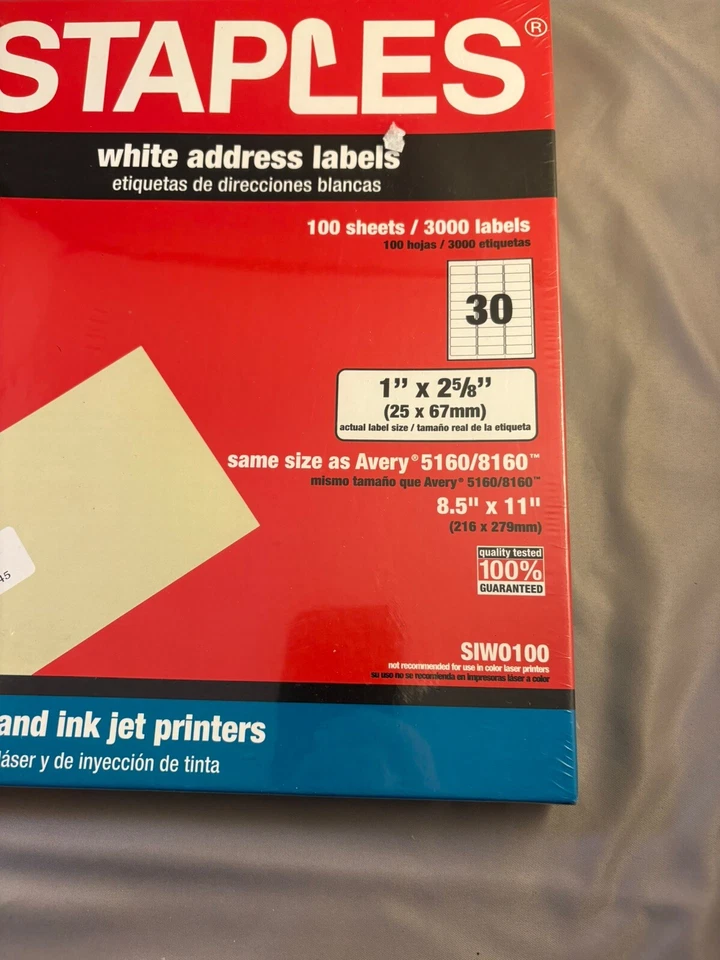 STAPLES®
white address labels
etiquetas de direcciones blancas
100 sheets / 3000 labels
100 hojas / 3000 etiquetas
30
1” x 2⅝”
(25 x 67mm)
actual label size / tamaño real de la etiqueta
same size as Avery® 5160/8160™
mismo tamaño que Avery® 5160/8160™
8.5" x 11"
(216 x 279mm)
quality tested
100%
GUARANTEED
45
SIW0100
not recommended for use in color laser printers
su uso no se recomienda en impresoras láser a color
and ink jet printers
láser y de inyección de tinta